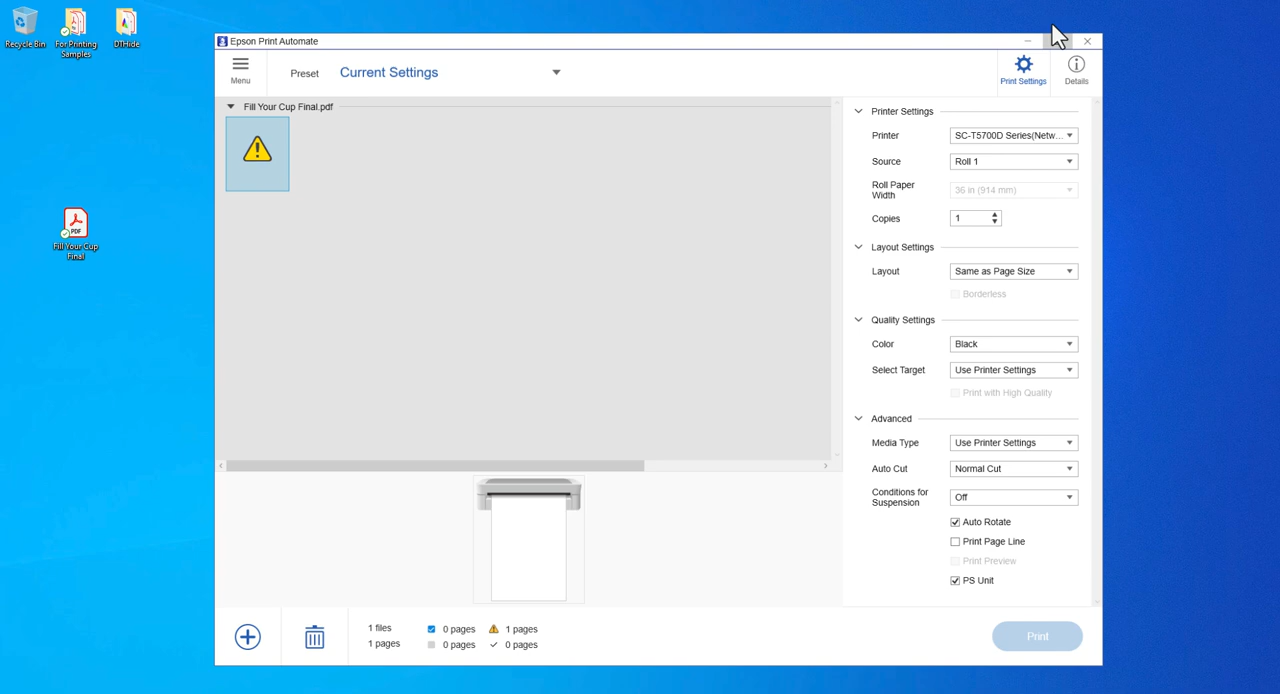 Recycle Bin
For Printing
Samples
DTHide
Fill Your Cup
Final
PDF
Epson Print Automate
Menu
Preset
Current Settings
Print Settings
Details
Fill Your Cup Final.pdf
Printer Settings
Printer
SC-T5700D Series(Netw...
Source
Roll 1
Roll Paper
Width
36 in (914 mm)
Copies
1
Layout Settings
Layout
Same as Page Size
Borderless
Quality Settings
Color
Black
Select Target
Use Printer Settings
Print with High Quality
Advanced
Media Type
Use Printer Settings
Auto Cut
Normal Cut
Conditions for
Suspension
Off
Auto Rotate
Print Page Line
Print Preview
PS Unit
1 files
0 pages
1 pages
1 pages
0 pages
0 pages
Print